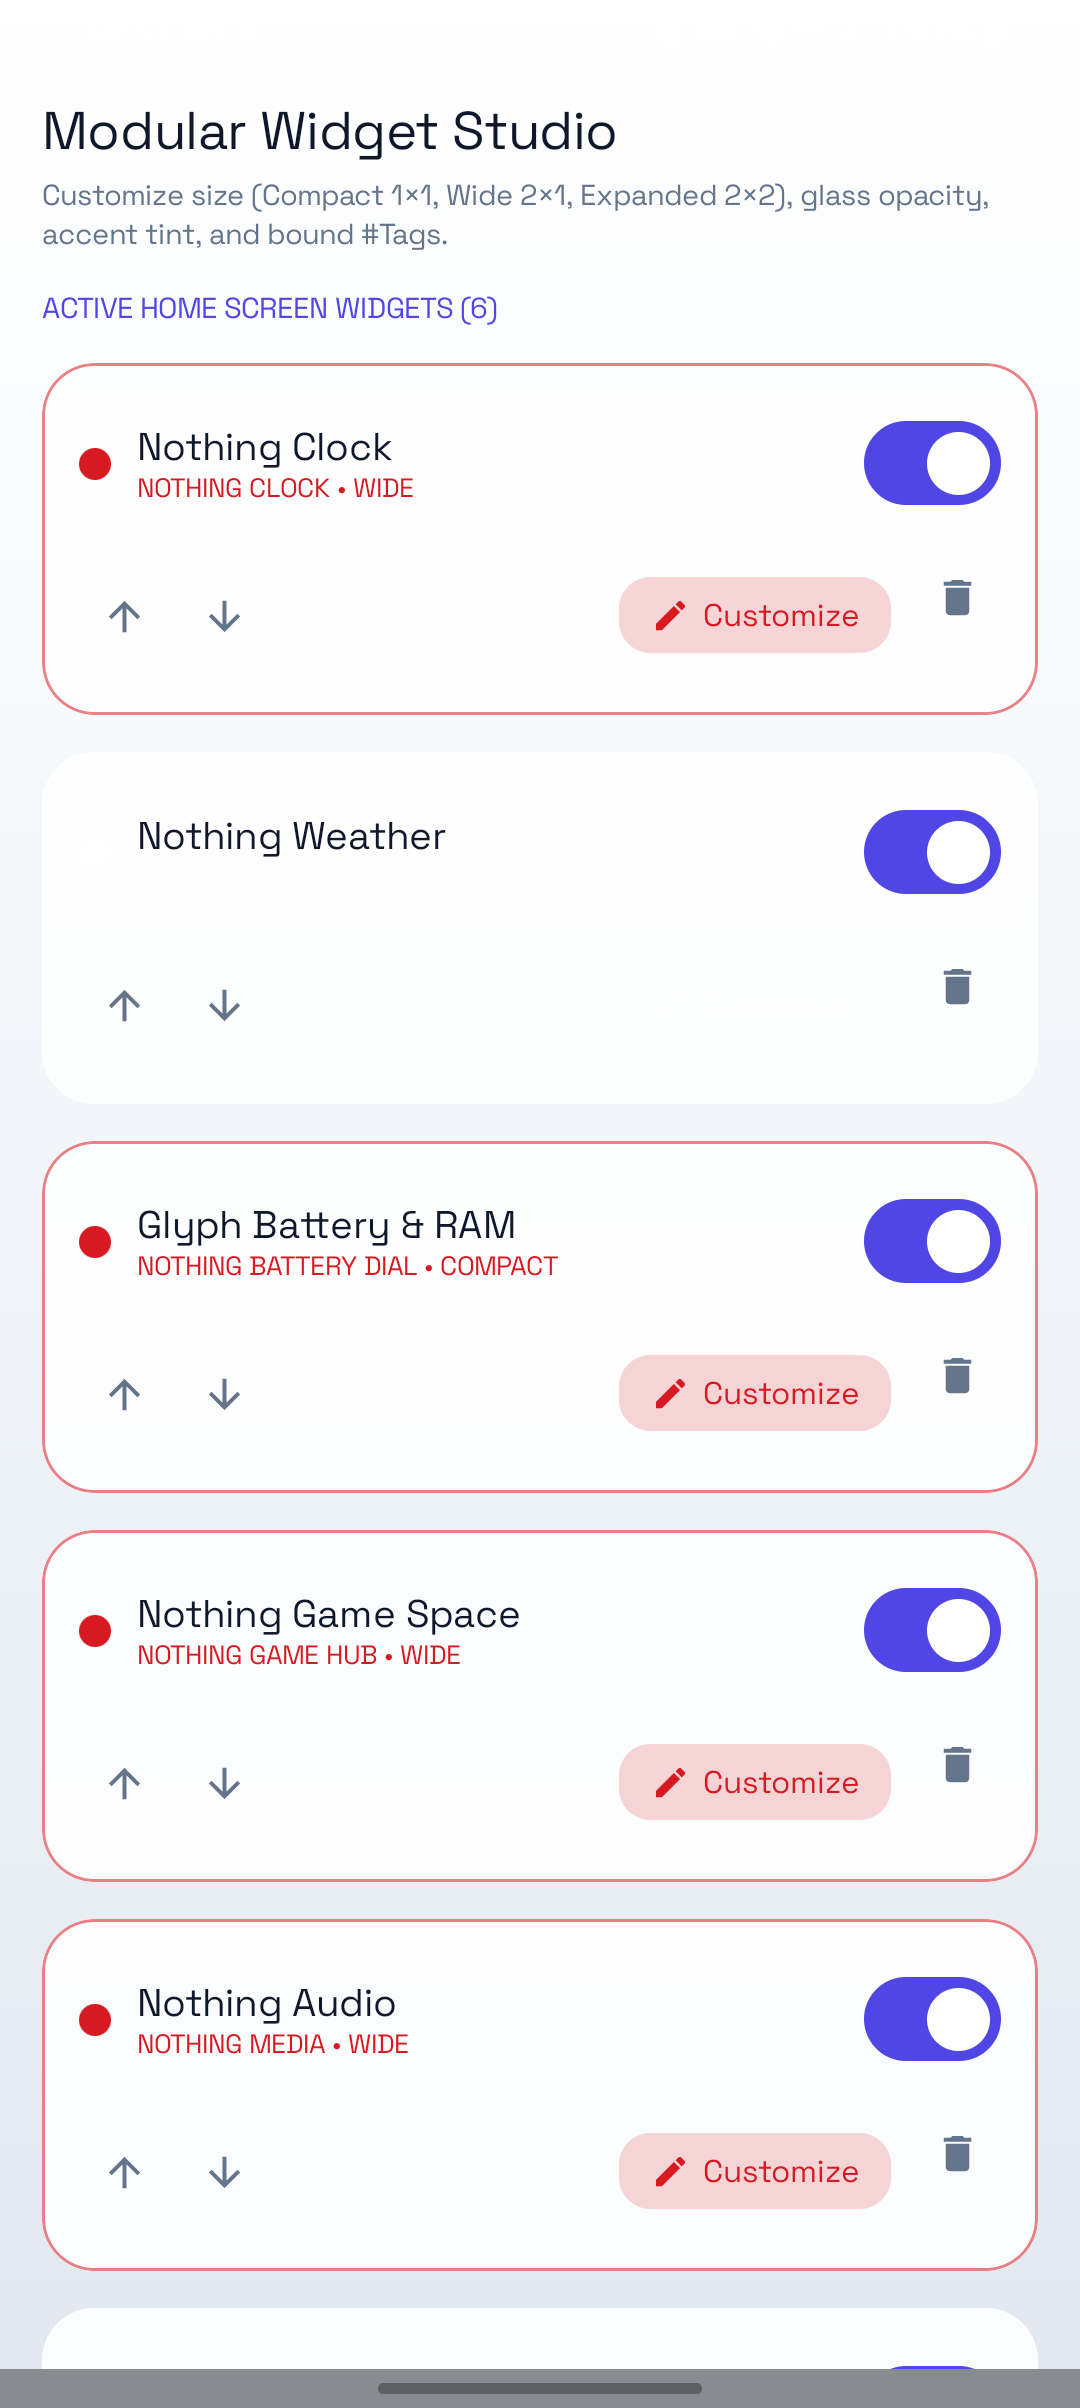 Modular Widget Studio
Customize size (Compact 1×1, Wide 2×1, Expanded 2×2), glass opacity,
accent tint, and bound #Tags.
ACTIVE HOME SCREEN WIDGETS (6)
Nothing Clock
NOTHING CLOCK • WIDE
Customize
Nothing Weather
Glyph Battery & RAM
NOTHING BATTERY DIAL • COMPACT
Customize
Nothing Game Space
NOTHING GAME HUB • WIDE
Customize
Nothing Audio
NOTHING MEDIA • WIDE
Customize